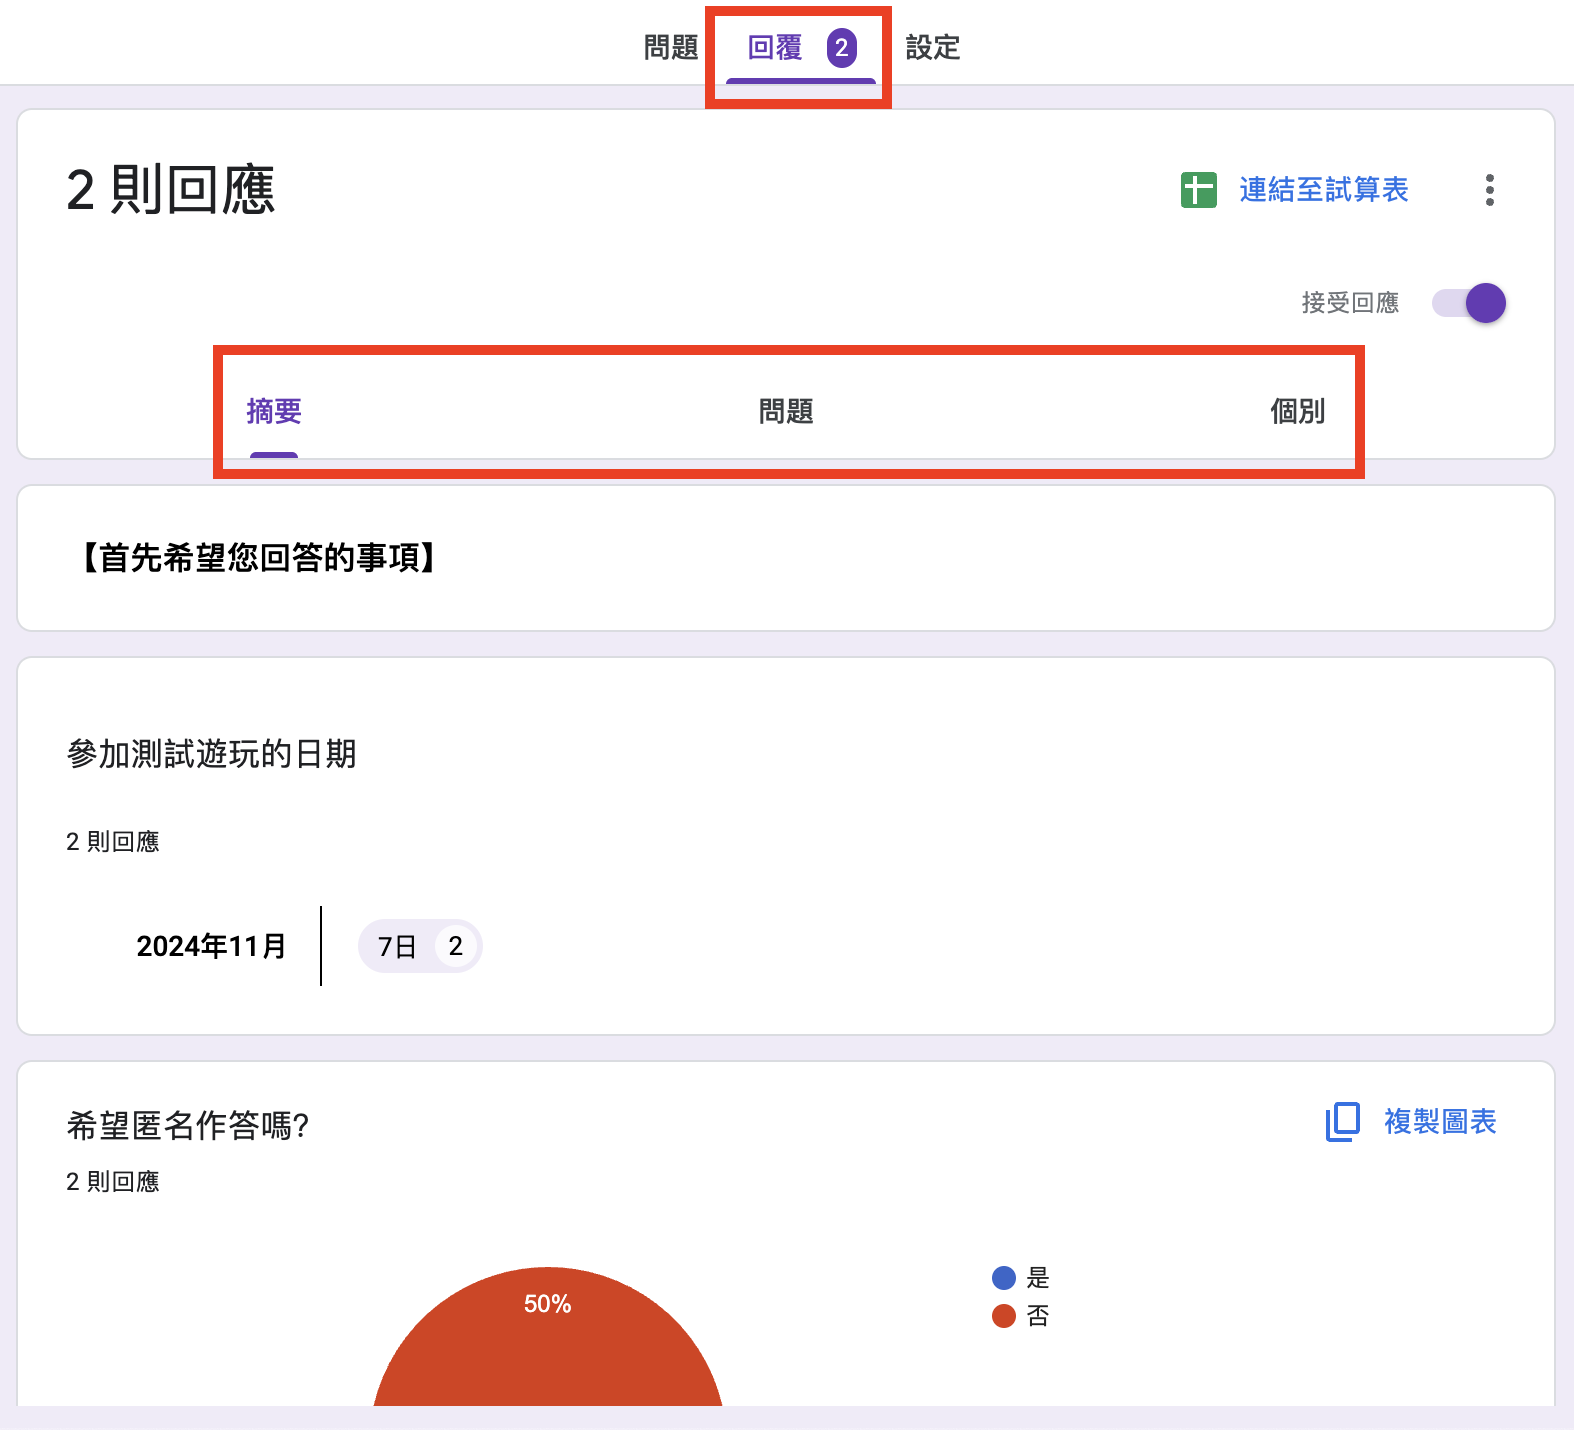 問題 回覆 2 設定
2 則回應
連結至試算表
接受回應
摘要 問題 個別
【首先希望您回答的事項】
參加測試遊玩的日期
2 則回應
2024年11月 7日 2
希望匿名作答嗎?
複製圖表
2 則回應
50%
是
否